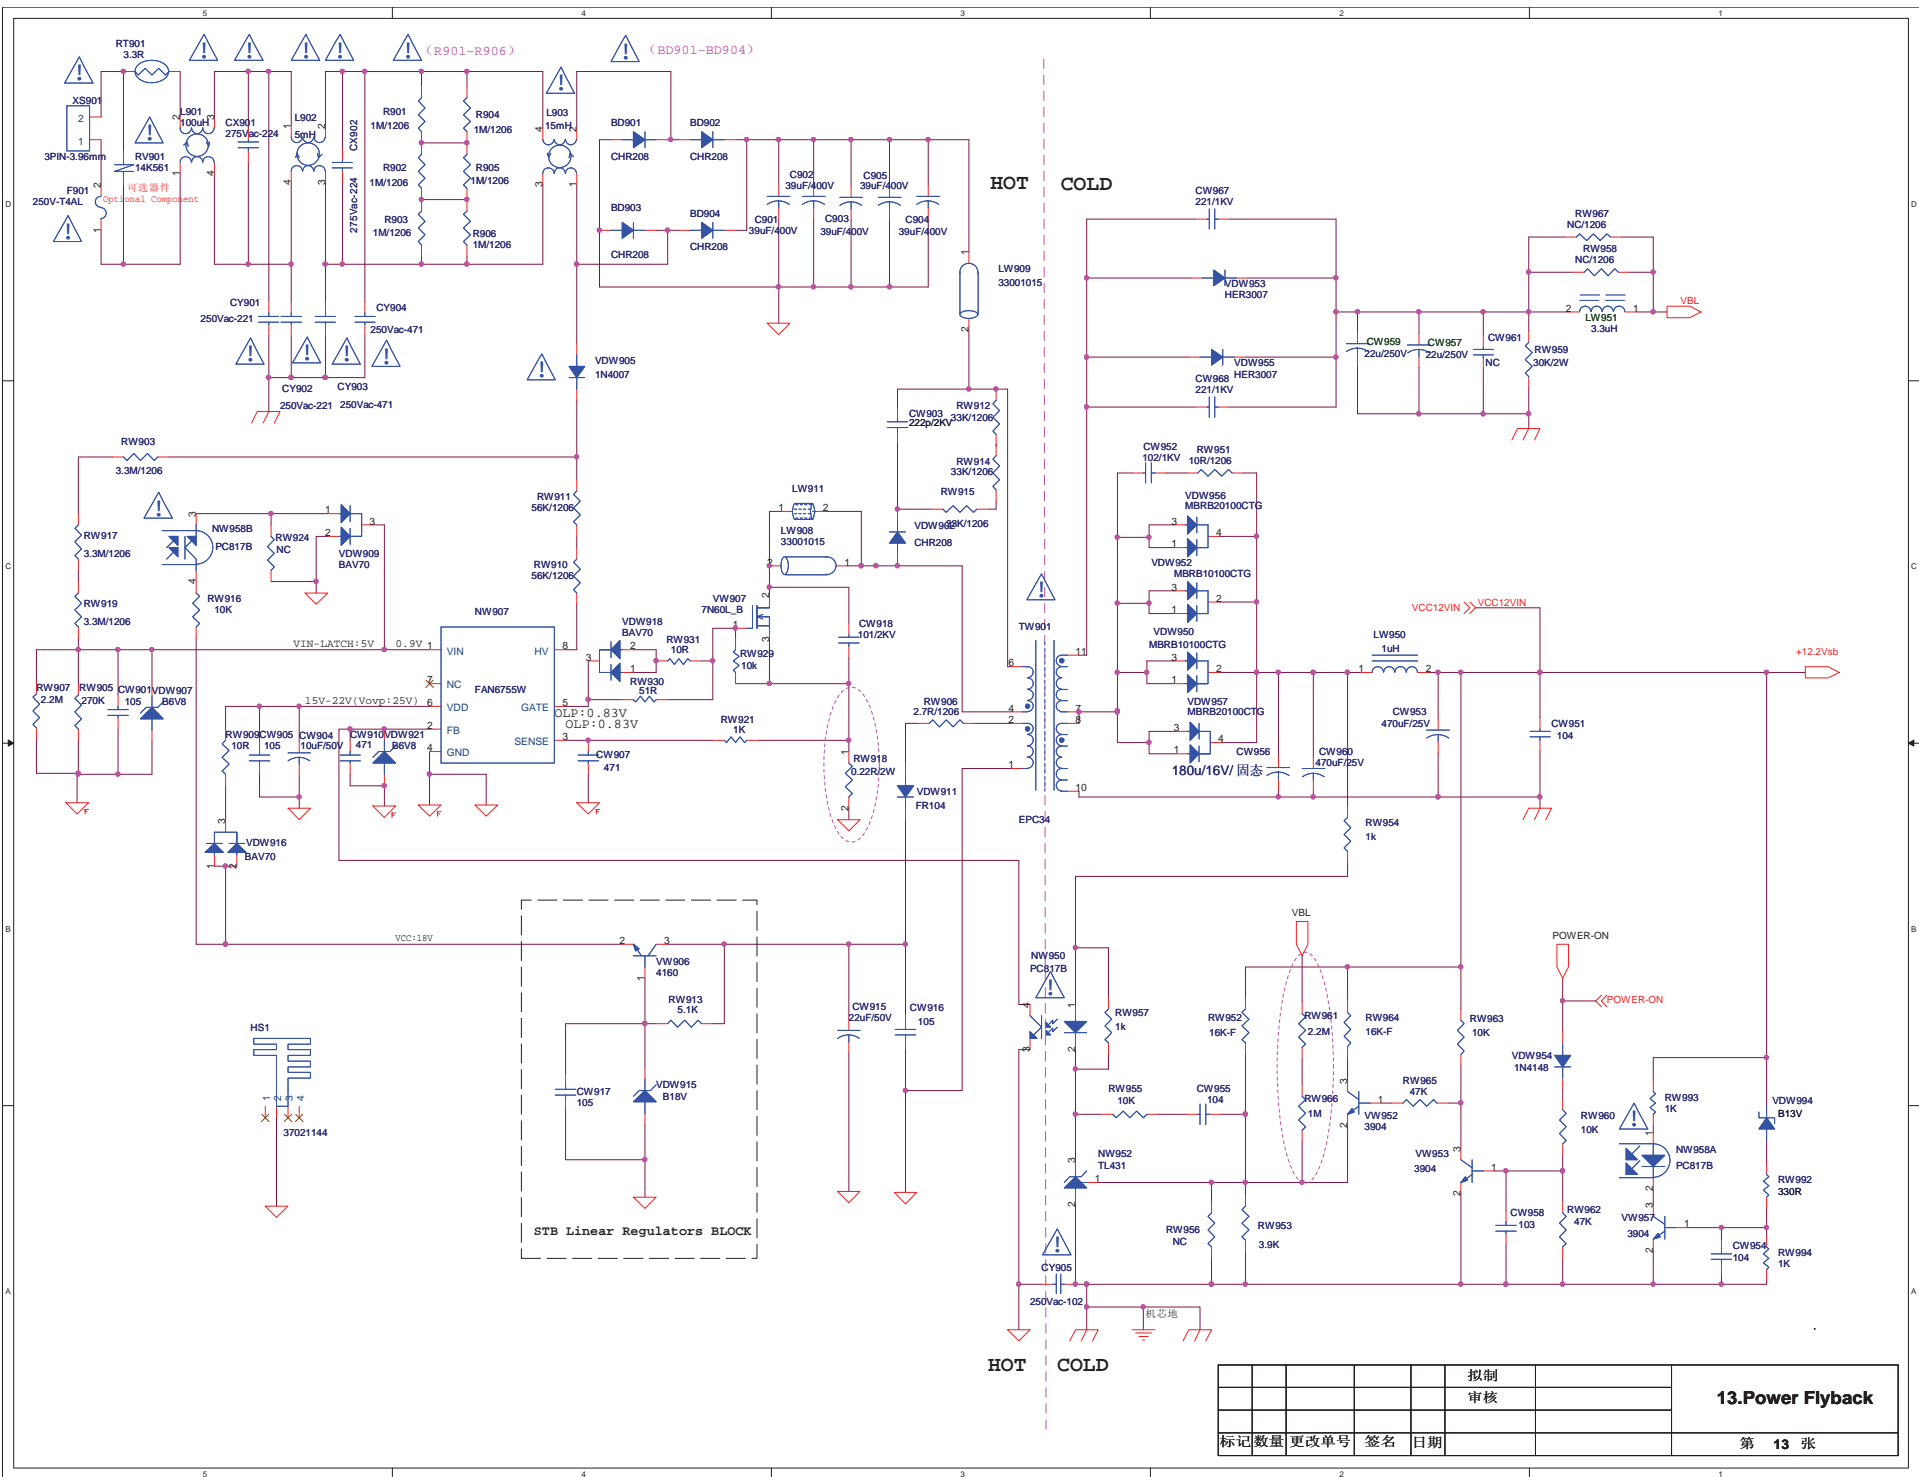 5
4
3
2
1
RT901
3.3R
(R901~R906)
(BD901~BD904)
XS901
2
1
3PIN-3.96mm
RV901
14K561
可选器件
Optional Component
F901
250V-T4AL
L901
100uH
CX901
275Vac-224
L902
5mH
CX902
275Vac-224
R901
1M/1206
R902
1M/1206
R903
1M/1206
R904
1M/1206
R905
1M/1206
R906
1M/1206
L903
15mH
BD901
CHR208
BD902
CHR208
BD903
CHR208
BD904
CHR208
C902
39uF/400V
C905
39uF/400V
C901
39uF/400V
C903
39uF/400V
C904
39uF/400V
HOT
COLD
LW909
33001015
CW967
221/1KV
VDW953
HER3007
VDW955
HER3007
CW968
221/1KV
RW967
NC/1206
RW958
NC/1206
LW951
3.3uH
VBL
CW959
22u/250V
CW957
22u/250V
CW961
NC
RW959
30K/2W
CY901
250Vac-221
CY904
250Vac-471
CY902
250Vac-221
CY903
250Vac-471
VDW905
1N4007
RW903
3.3M/1206
RW917
3.3M/1206
RW919
3.3M/1206
NW958B
PC817B
RW924
NC
VDW909
BAV70
RW916
10K
RW911
56K/1206
RW910
56K/1206
LW911
LW908
33001015
CW903
222p/2KV
RW912
33K/1206
RW914
33K/1206
RW915
33K/1206
VDW902
CHR208
CW952
102/1KV
RW951
10R/1206
VDW956
MBRB20100CTG
VDW952
MBRB10100CTG
VDW950
MBRB10100CTG
VDW957
MBRB20100CTG
VCC12VIN
VCC12VIN
LW950
1uH
+12.2Vsb
NW907
FAN6755W
VIN
NC
VDD
FB
GND
HV
GATE
SENSE
VIN-LATCH:5V 0.9V
15V-22V(Vovp:25V)
OLP:0.83V
OLP:0.83V
VW907
7N60L_B
RW929
10k
CW918
101/2KV
VDW918
BAV70
RW931
10R
RW930
51R
TW901
EPC34
RW907
2.2M
RW905
270K
CW901
105
VDW907
B6V8
RW909
10R
CW905
105
CW904
10uF/50V
CW910
471
VDW921
B6V8
CW907
471
RW921
1K
RW918
0.22R/2W
RW906
2.7R/1206
VDW911
FR104
CW956
180u/16V/ 固态
CW960
470uF/25V
CW953
470uF/25V
CW951
104
VDW916
BAV70
RW954
1k
VCC:18V
VW906
4160
RW913
5.1K
CW917
105
VDW915
B18V
STB Linear Regulators BLOCK
CW915
22uF/50V
CW916
105
HS1
37021144
NW950
PC817B
RW957
1k
RW955
10K
CW955
104
NW952
TL431
RW952
16K-F
VBL
RW961
2.2M
RW966
1M
RW964
16K-F
RW965
47K
VW952
3904
RW963
10K
VW953
3904
POWER-ON
POWER-ON
VDW954
1N4148
RW960
10K
RW962
47K
CW958
103
RW993
1K
NW958A
PC817B
VDW994
B13V
RW992
330R
VW957
3904
CW954
104
RW994
1K
RW956
NC
RW953
3.9K
CY905
250Vac-102
机芯地
HOT
COLD
拟制
审核
标记 数量 更改单号 签名 日期
13.Power Flyback
第 13 张
D
C
B
A
5
4
3
2
1